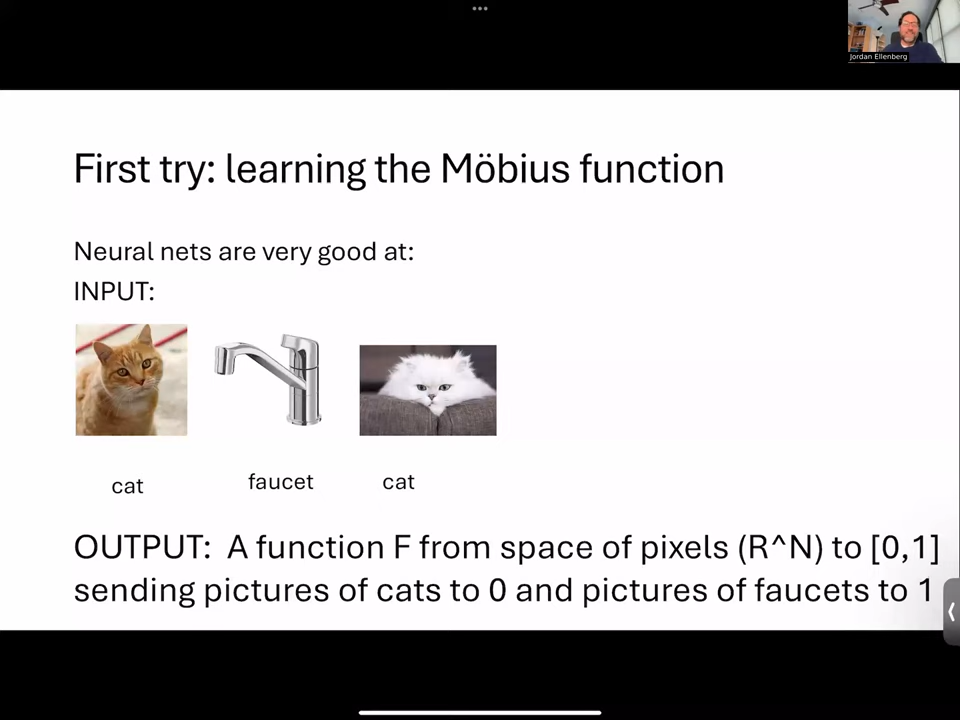 Jordan Ellenberg
First try: learning the Möbius function
Neural nets are very good at:
INPUT:
cat faucet cat
OUTPUT: A function F from space of pixels (R^N) to [0,1]
sending pictures of cats to 0 and pictures of faucets to 1